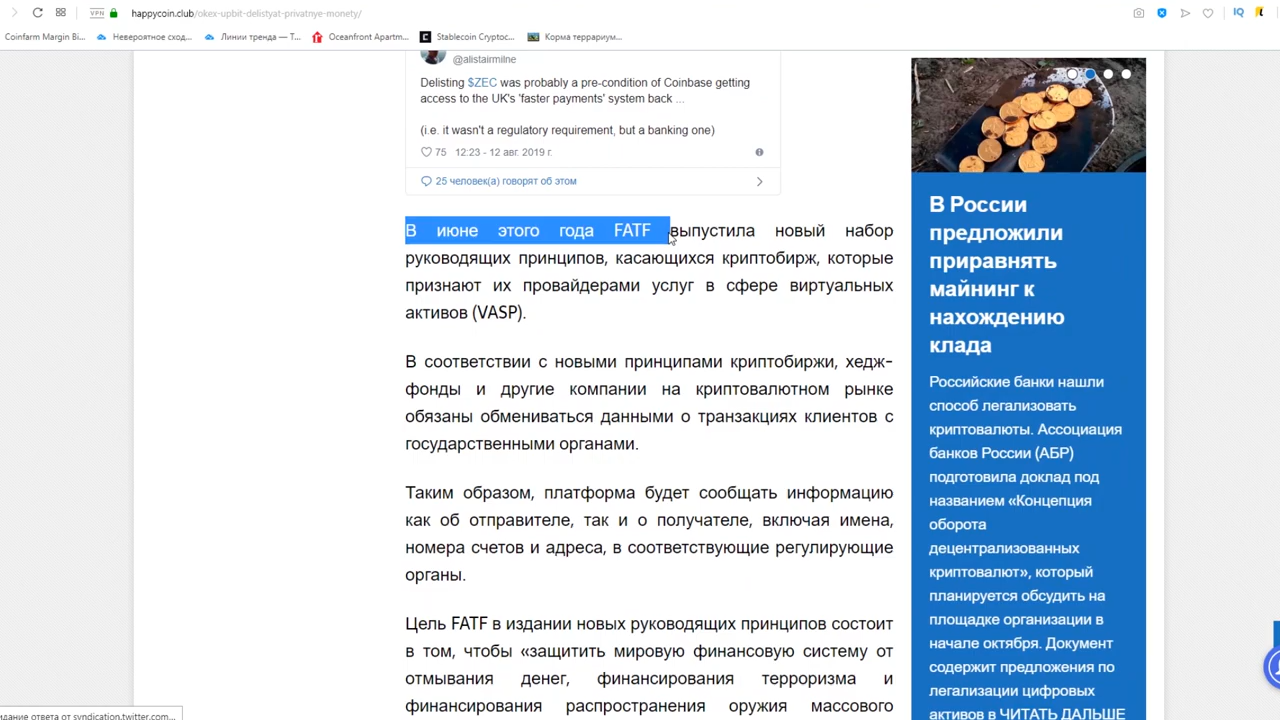 VPN
happycoin.club/okex-upbit-delistyat-privatnye-monety/
IQ
Coinfarm Margin Bi...
Невероятное сход...
Линии тренда — Т...
Oceanfront Apartm...
Stablecoin Cryptoc...
Корма террариум...
@alistairmilne
Delisting $ZEC was probably a pre-condition of Coinbase getting
access to the UK's 'faster payments' system back ...
(i.e. it wasn't a regulatory requirement, but a banking one)
75 12:23 - 12 авг. 2019 г.
25 человек(а) говорят об этом
В июне этого года FATF выпустила новый набор
руководящих принципов, касающихся криптобирж, которые
признают их провайдерами услуг в сфере виртуальных
активов (VASP).
В соответствии с новыми принципами криптобиржи, хедж-
фонды и другие компании на криптовалютном рынке
обязаны обмениваться данными о транзакциях клиентов с
государственными органами.
Таким образом, платформа будет сообщать информацию
как об отправителе, так и о получателе, включая имена,
номера счетов и адреса, в соответствующие регулирующие
органы.
Цель FATF в издании новых руководящих принципов состоит
в том, чтобы «защитить мировую финансовую систему от
отмывания денег, финансирования терроризма и
финансирования распространения оружия массового
В России
предложили
приравнять
майнинг к
нахождению
клада
Российские банки нашли
способ легализовать
криптовалюты. Ассоциация
банков России (АБР)
подготовила доклад под
названием «Концепция
оборота
децентрализованных
криптовалют», который
планируется обсудить на
площадке организации в
начале октября. Документ
содержит предложения по
легализации цифровых
активов в ЧИТАТЬ ДАЛЬШЕ
идание ответа от syndication.twitter.com...